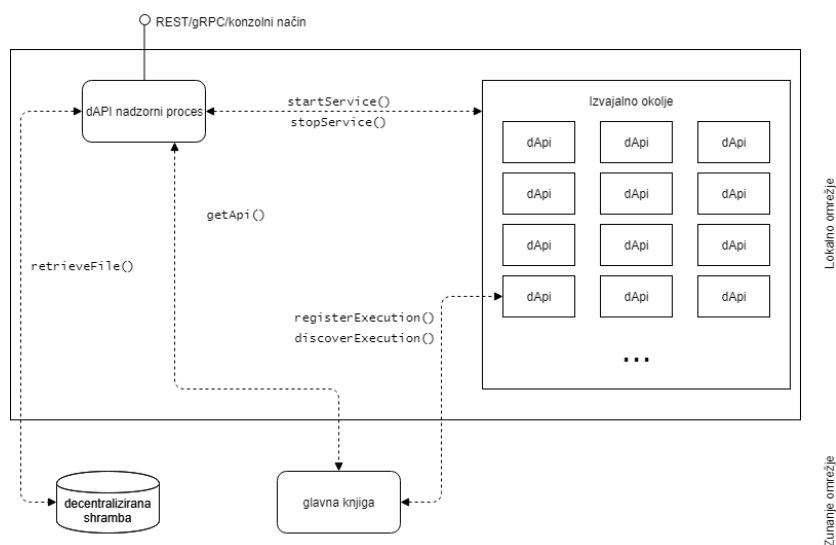 REST/gRPC/konzolni način
dAPI nadzorni proces
startService()
stopService()
Izvajalno okolje
dApi dApi dApi
dApi dApi dApi
dApi dApi dApi
dApi dApi dApi
...
getApi()
retrieveFile()
registerExecution()
discoverExecution()
Lokalno omrežje
decentralizirana
shramba
glavna knjiga
Zunanje omrežje